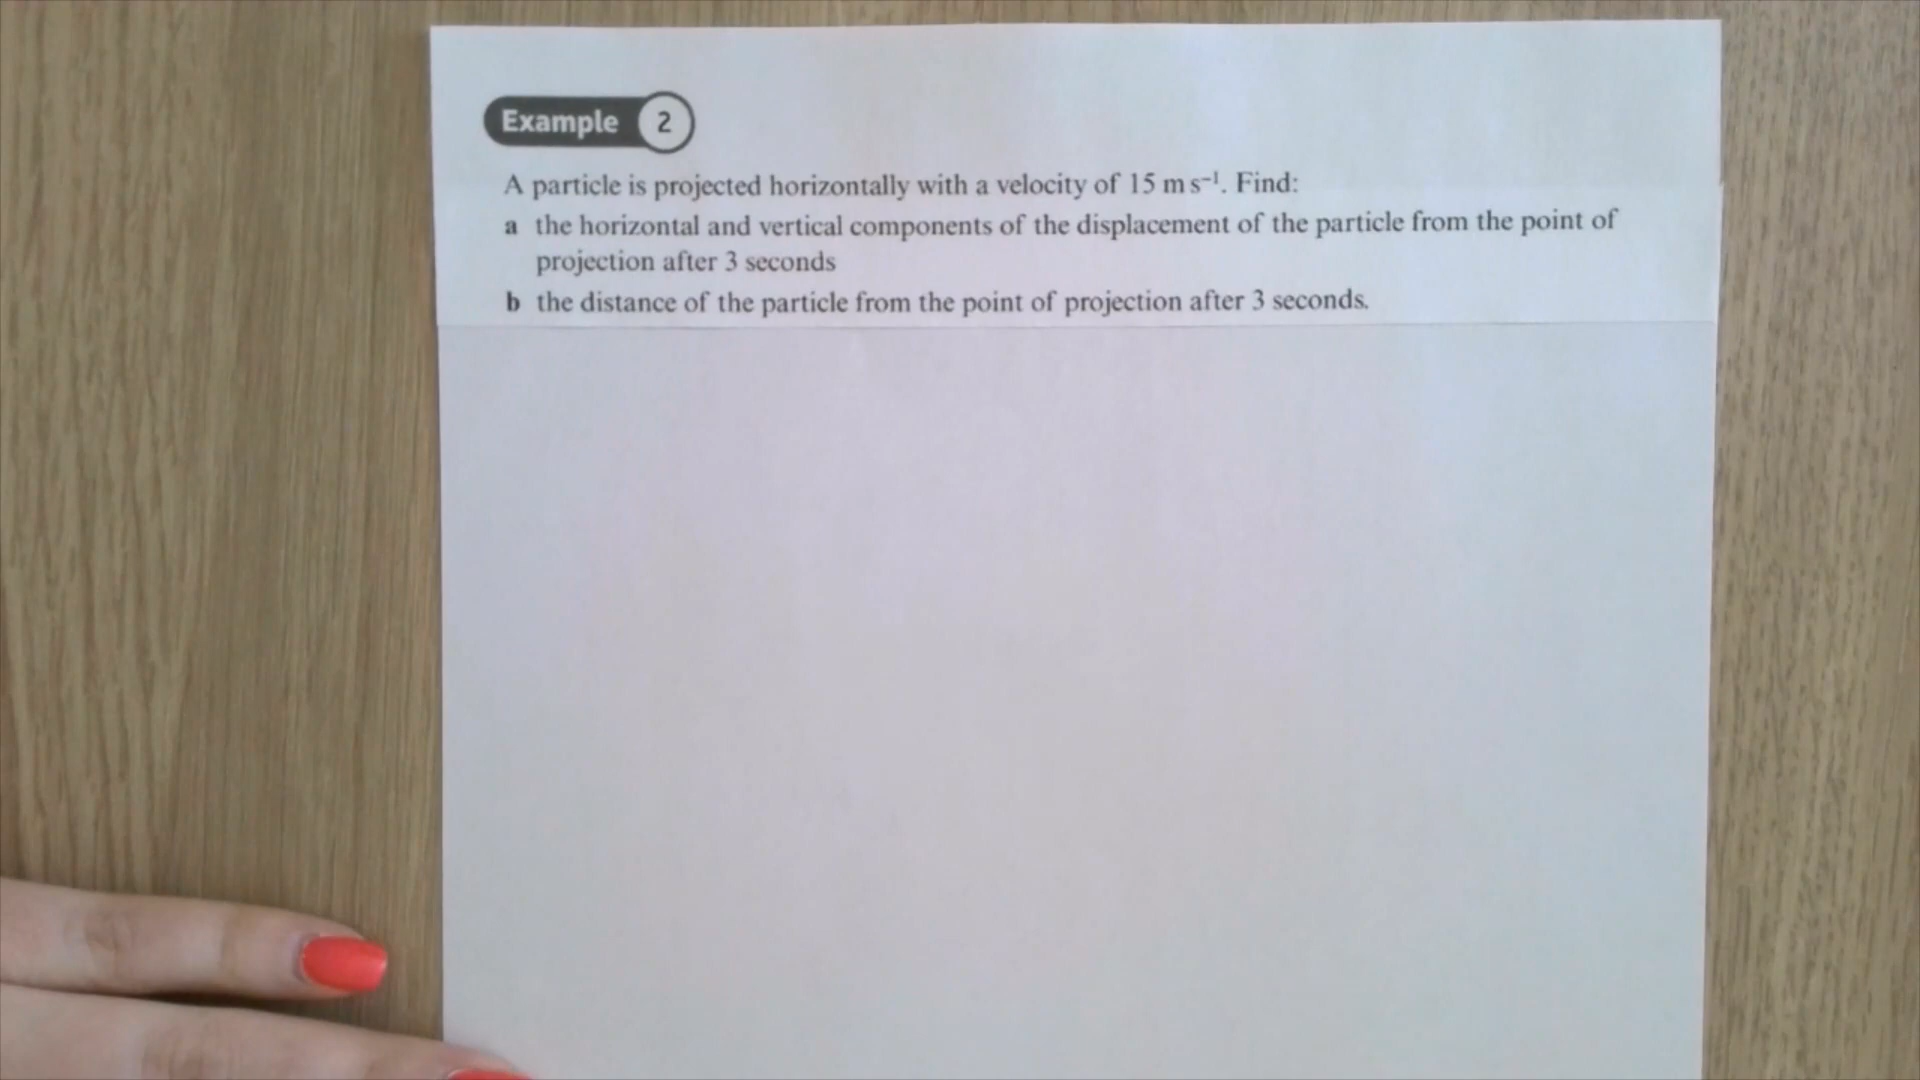 Example 2
A particle is projected horizontally with a velocity of 15 m s⁻¹. Find:
a the horizontal and vertical components of the displacement of the particle from the point of
projection after 3 seconds
b the distance of the particle from the point of projection after 3 seconds.